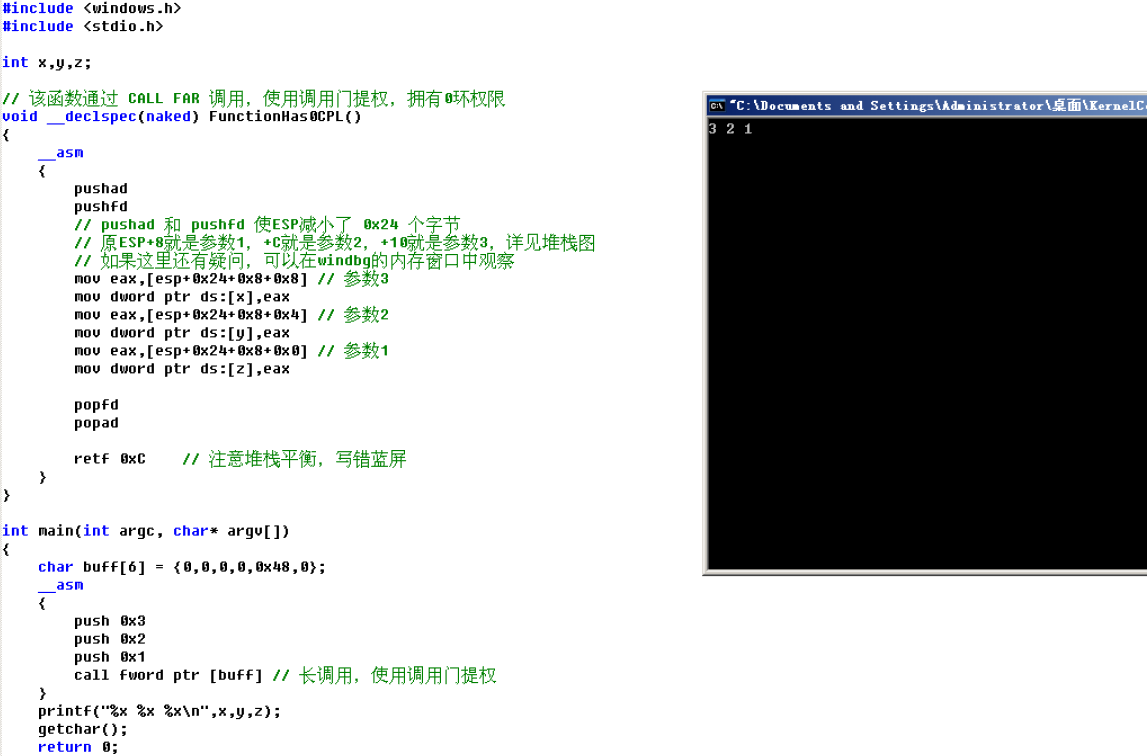 #include <windows.h>
#include <stdio.h>
int x,y,z;
// 该函数通过 CALL FAR 调用，使用调用门提权，拥有0环权限
void __declspec(naked) FunctionHas0CPL()
{
__asm
{
pushad
pushfd
// pushad 和 pushfd 使ESP减小了 0x24 个字节
// 原ESP+8就是参数1，+C就是参数2，+10就是参数3，详见堆栈图
// 如果这里还有疑问，可以在windbg的内存窗口中观察
mov eax,[esp+0x24+0x8+0x8] // 参数3
mov dword ptr ds:[x],eax
mov eax,[esp+0x24+0x8+0x4] // 参数2
mov dword ptr ds:[y],eax
mov eax,[esp+0x24+0x8+0x0] // 参数1
mov dword ptr ds:[z],eax
popfd
popad
retf 0xC // 注意堆栈平衡，写错蓝屏
}
}
int main(int argc, char* argv[])
{
char buff[6] = {0,0,0,0,0x48,0};
__asm
{
push 0x3
push 0x2
push 0x1
call fword ptr [buff] // 长调用，使用调用门提权
}
printf("%x %x %x\n",x,y,z);
getchar();
return 0;
"C:\Documents and Settings\Administrator\桌面\KernelC
3 2 1